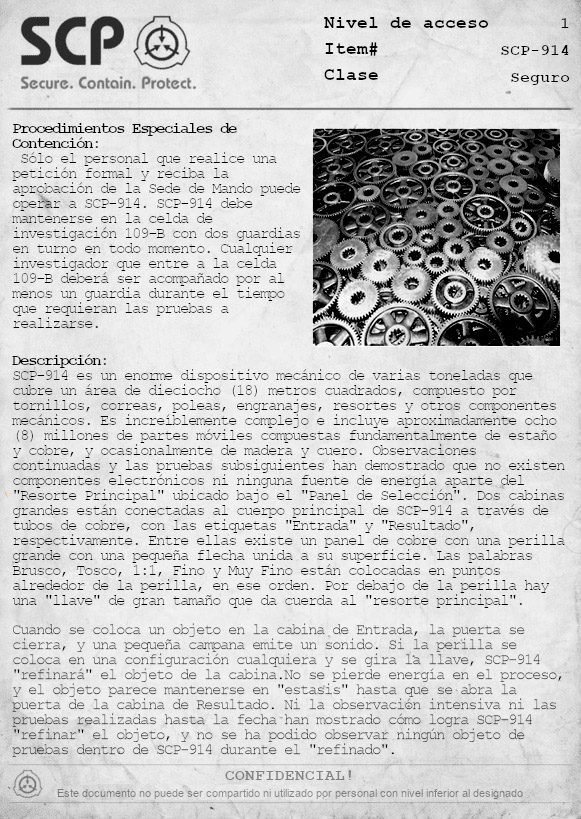 SCP
Secure. Contain. Protect.
Nivel de acceso 1
Item# SCP-914
Clase Seguro
Procedimientos Especiales de
Contención:
Sólo el personal que realice una
petición formal y reciba la
aprobación de la Sede de Mando puede
operar a SCP-914. SCP-914 debe
mantenerse en la celda de
investigación 109-B con dos guardias
en turno en todo momento. Cualquier
investigador que entre a la celda
109-B deberá ser acompañado por al
menos un guardia durante el tiempo
que requieran las pruebas a
realizarse.
Descripción:
SCP-914 es un enorme dispositivo mecánico de varias toneladas que
cubre un área de dieciocho (18) metros cuadrados, compuesto por
tornillos, correas, poleas, engranajes, resortes y otros componentes
mecánicos. Es increíblemente complejo e incluye aproximadamente ocho
(8) millones de partes móviles compuestas fundamentalmente de estaño
y cobre, y ocasionalmente de madera y cuero. Observaciones
continuadas y las pruebas subsiguientes han demostrado que no existen
componentes electrónicos ni ninguna fuente de energía aparte del
"Resorte Principal" ubicado bajo el "Panel de Selección". Dos cabinas
grandes están conectadas al cuerpo principal de SCP-914 a través de
tubos de cobre, con las etiquetas "Entrada" y "Resultado",
respectivamente. Entre ellas existe un panel de cobre con una perilla
grande con una pequeña flecha unida a su superficie. Las palabras
Brusco, Tosco, 1:1, Fino y Muy Fino están colocadas en puntos
alrededor de la perilla, en ese orden. Por debajo de la perilla hay
una "llave" de gran tamaño que da cuerda al "resorte principal".
Cuando se coloca un objeto en la cabina de Entrada, la puerta se
cierra, y una pequeña campana emite un sonido. Si la perilla se
coloca en una configuración cualquiera y se gira la llave, SCP-914
"refinará" el objeto de la cabina.No se pierde energía en el proceso,
y el objeto parece mantenerse en "estasis" hasta que se abra la
puerta de la cabina de Resultado. Ni la observación intensiva ni las
pruebas realizadas hasta la fecha han mostrado cómo logra SCP-914
"refinar" el objeto, y no se ha podido observar ningún objeto de
pruebas dentro de SCP-914 durante el "refinado".
CONFIDENCIAL!
Este documento no puede ser compartido ni utilizado por personal con nivel inferior al designado